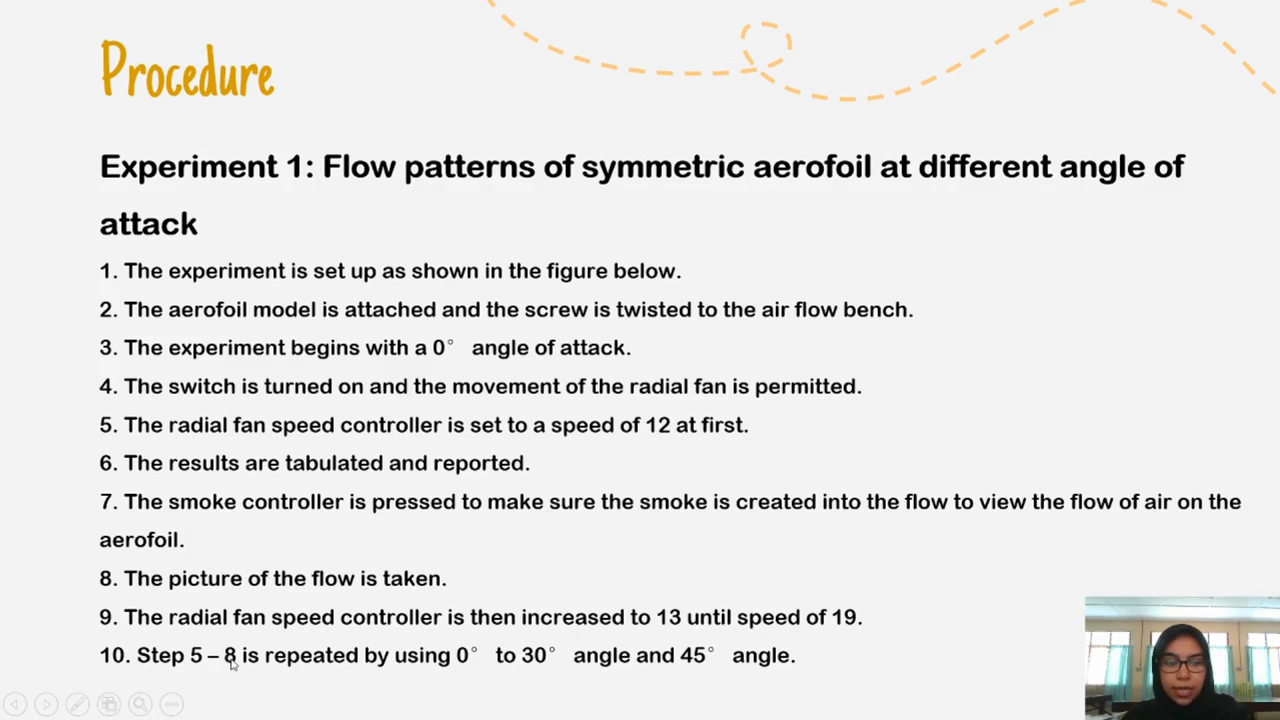 Procedure
Experiment 1: Flow patterns of symmetric aerofoil at different angle of
attack
1. The experiment is set up as shown in the figure below.
2. The aerofoil model is attached and the screw is twisted to the air flow bench.
3. The experiment begins with a 0° angle of attack.
4. The switch is turned on and the movement of the radial fan is permitted.
5. The radial fan speed controller is set to a speed of 12 at first.
6. The results are tabulated and reported.
7. The smoke controller is pressed to make sure the smoke is created into the flow to view the flow of air on the
aerofoil.
8. The picture of the flow is taken.
9. The radial fan speed controller is then increased to 13 until speed of 19.
10. Step 5 – 8 is repeated by using 0° to 30° angle and 45° angle.